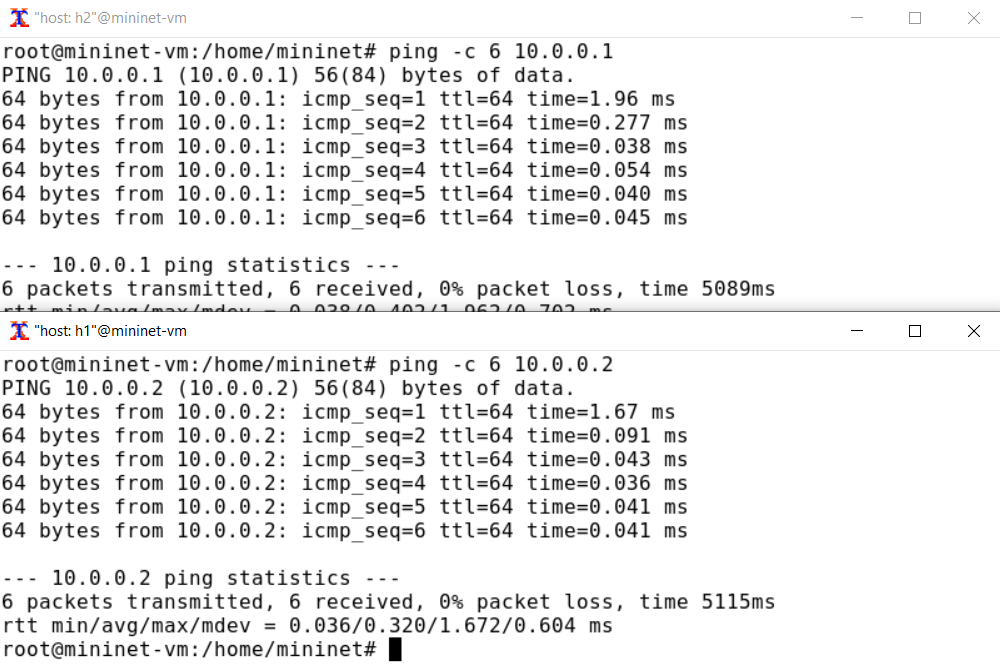 "host: h2"@mininet-vm
root@mininet-vm:/home/mininet# ping -c 6 10.0.0.1
PING 10.0.0.1 (10.0.0.1) 56(84) bytes of data.
64 bytes from 10.0.0.1: icmp_seq=1 ttl=64 time=1.96 ms
64 bytes from 10.0.0.1: icmp_seq=2 ttl=64 time=0.277 ms
64 bytes from 10.0.0.1: icmp_seq=3 ttl=64 time=0.038 ms
64 bytes from 10.0.0.1: icmp_seq=4 ttl=64 time=0.054 ms
64 bytes from 10.0.0.1: icmp_seq=5 ttl=64 time=0.040 ms
64 bytes from 10.0.0.1: icmp_seq=6 ttl=64 time=0.045 ms
--- 10.0.0.1 ping statistics ---
6 packets transmitted, 6 received, 0% packet loss, time 5089ms
rtt min/avg/max/mdev = 0.038/0.402/1.962/0.702 ms
"host: h1"@mininet-vm
root@mininet-vm:/home/mininet# ping -c 6 10.0.0.2
PING 10.0.0.2 (10.0.0.2) 56(84) bytes of data.
64 bytes from 10.0.0.2: icmp_seq=1 ttl=64 time=1.67 ms
64 bytes from 10.0.0.2: icmp_seq=2 ttl=64 time=0.091 ms
64 bytes from 10.0.0.2: icmp_seq=3 ttl=64 time=0.043 ms
64 bytes from 10.0.0.2: icmp_seq=4 ttl=64 time=0.036 ms
64 bytes from 10.0.0.2: icmp_seq=5 ttl=64 time=0.041 ms
64 bytes from 10.0.0.2: icmp_seq=6 ttl=64 time=0.041 ms
--- 10.0.0.2 ping statistics ---
6 packets transmitted, 6 received, 0% packet loss, time 5115ms
rtt min/avg/max/mdev = 0.036/0.320/1.672/0.604 ms
root@mininet-vm:/home/mininet#